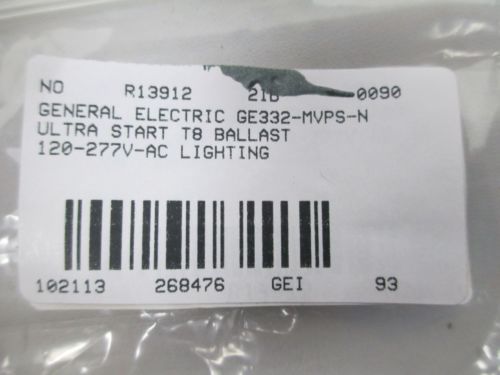 NO R13912 0090
GENERAL ELECTRIC GE332-MVPS-N
ULTRA START T8 BALLAST
120-277V-AC LIGHTING
102113 268476 GEI 93